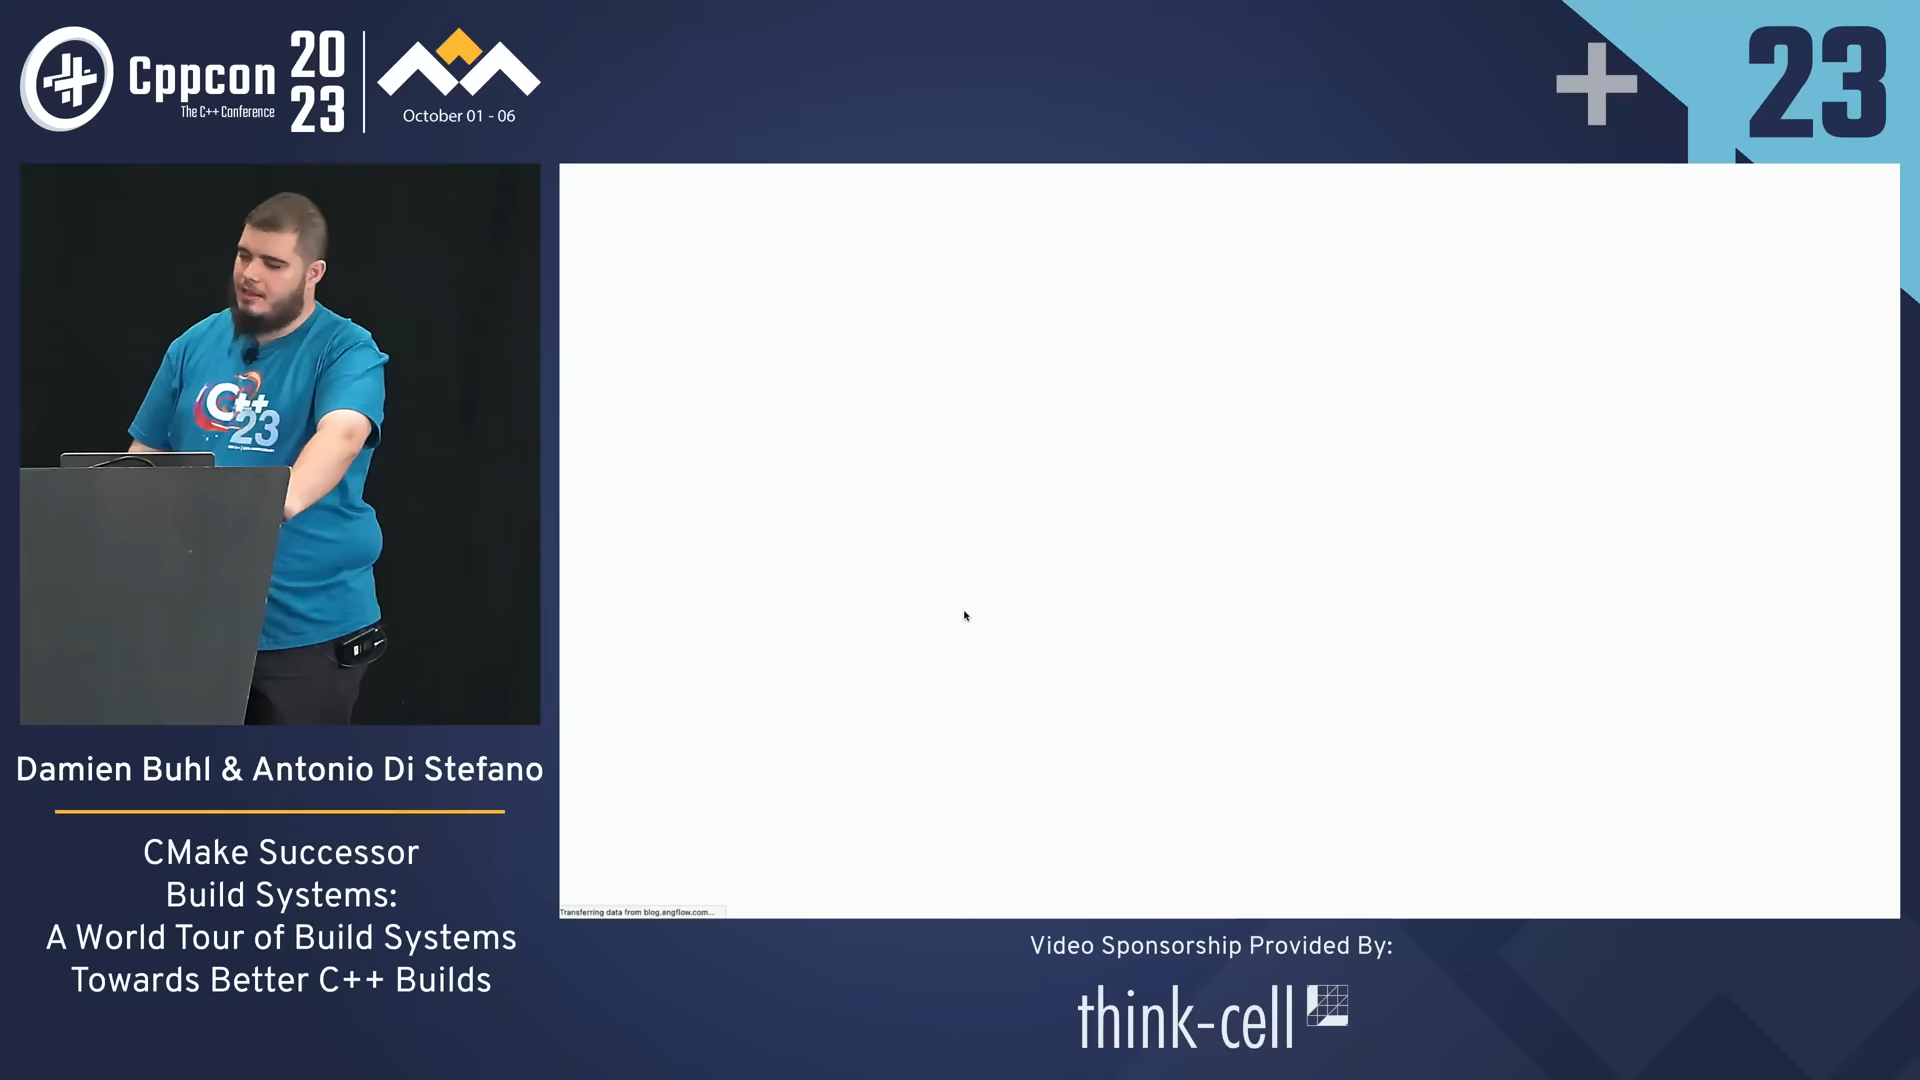 Cppcon
The C++ Conference
20
23
October 01 - 06
23
C++
23
Transferring data from blog.engflow.com...
Damien Buhl & Antonio Di Stefano
CMake Successor
Build Systems:
A World Tour of Build Systems
Towards Better C++ Builds
Video Sponsorship Provided By:
think-cell